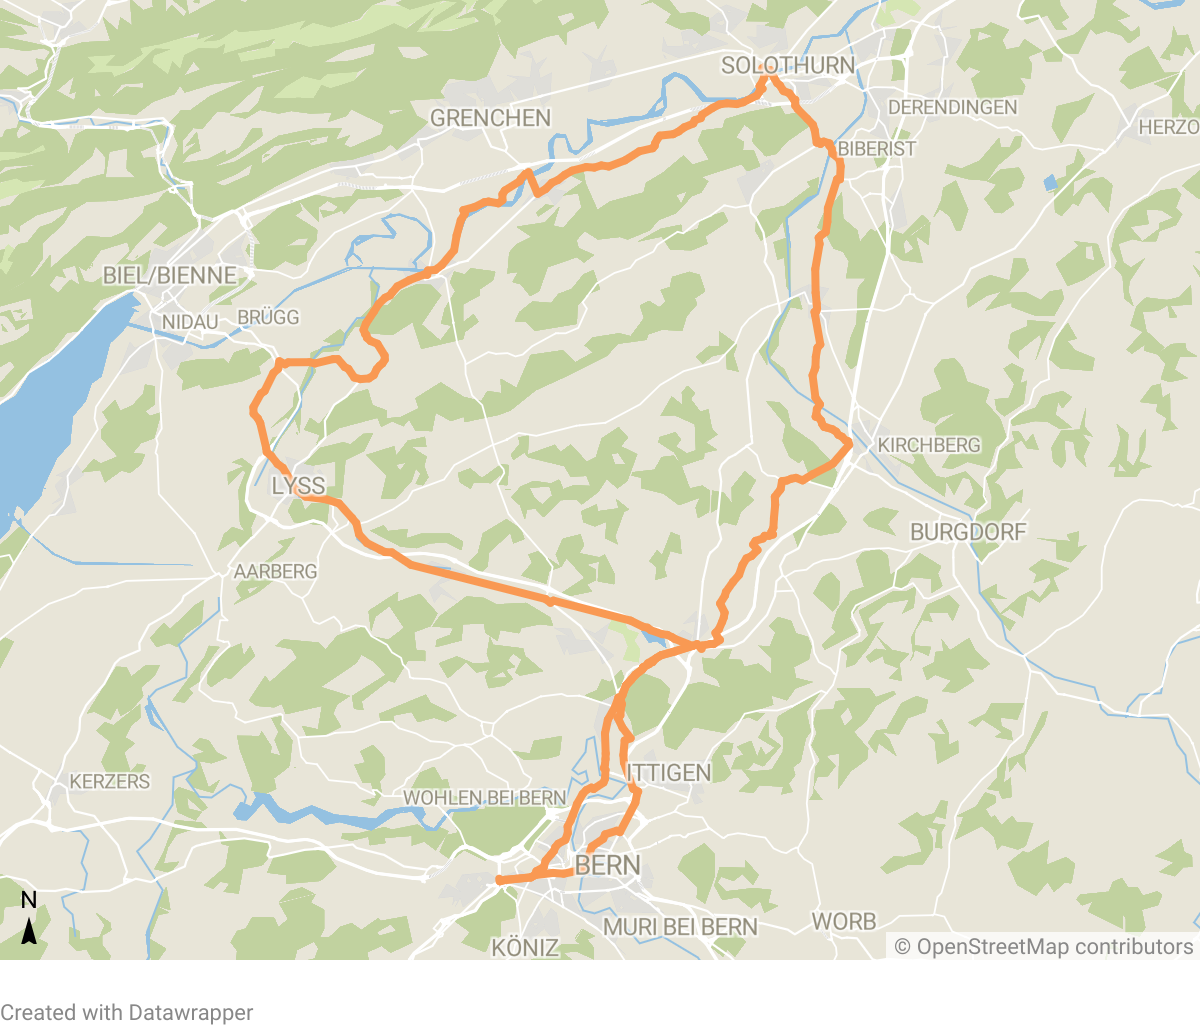 SOLOTHURN
DERENDINGEN
GRENCHEN
HERZO
BIBERIST
BIEL/BIENNE
NIDAU
BRÜGG
KIRCHBERG
LYSS
BURGDORF
AARBERG
ITTIGEN
KERZERS
WOHLEN BEI BERN
BERN
N
MURI BEI BERN
WORB
KÖNIZ
© OpenStreetMap contributors
Created with Datawrapper